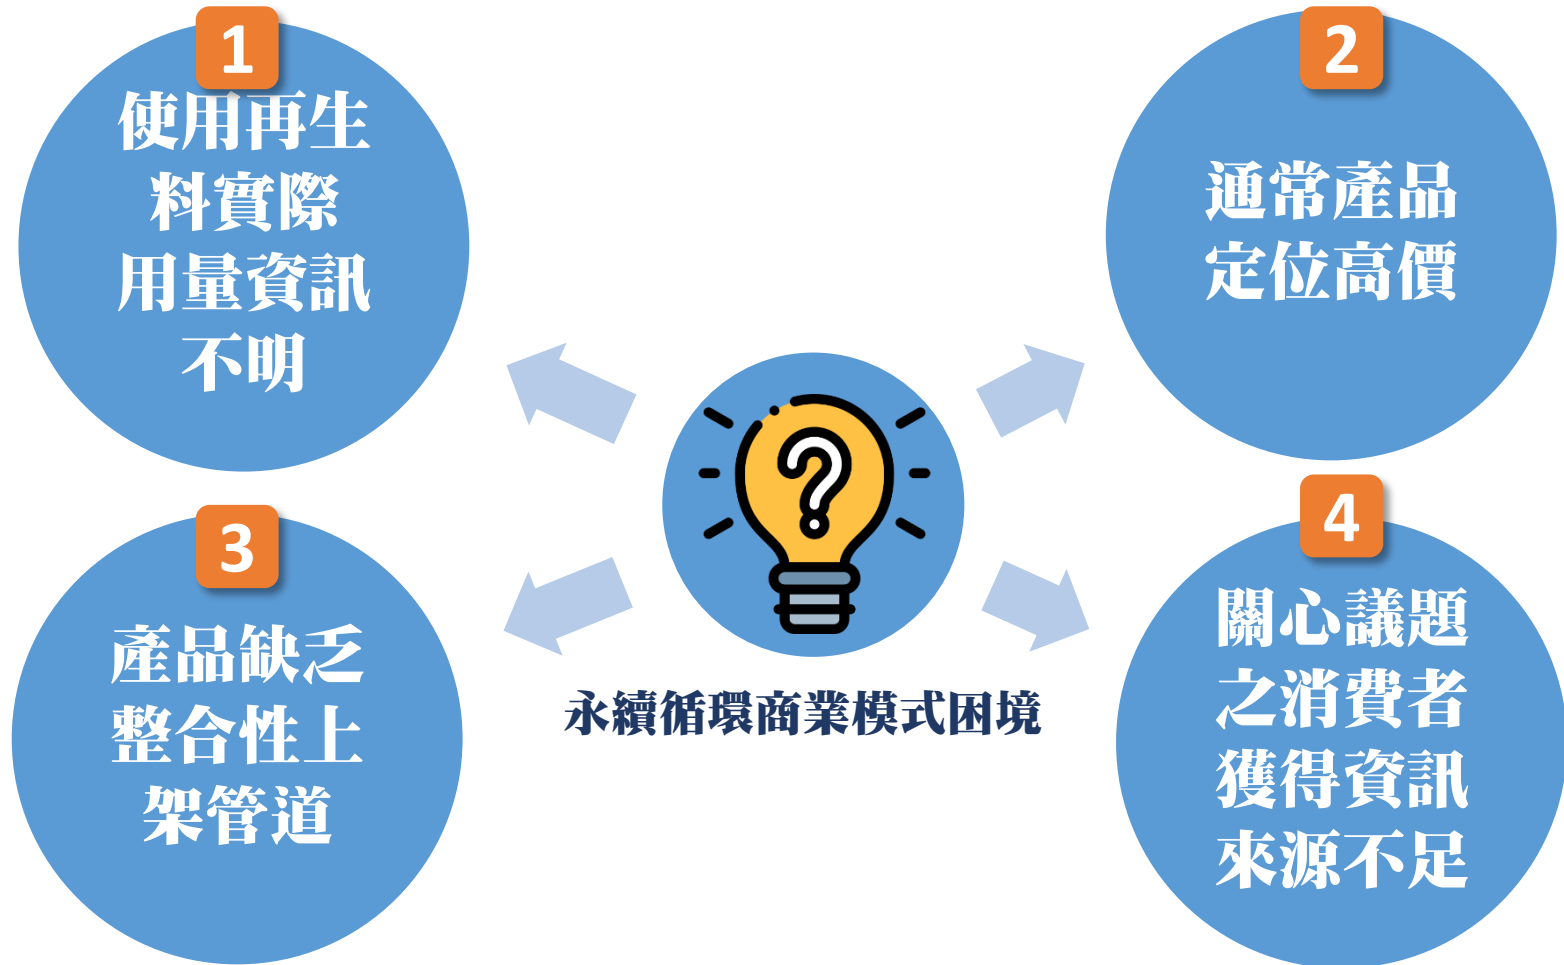 1
使用再生
料實際
用量資訊
不明
2
通常產品
定位高價
3
產品缺乏
整合性上
架管道
4
關心議題
之消費者
獲得資訊
來源不足
永續循環商業模式困境